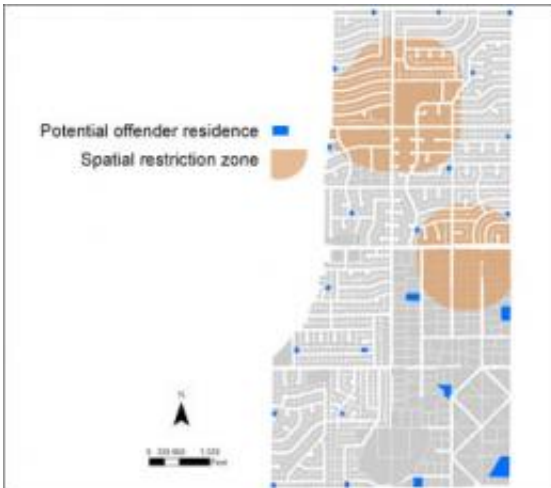 Potential offender residence
Spatial restriction zone
N
Feet